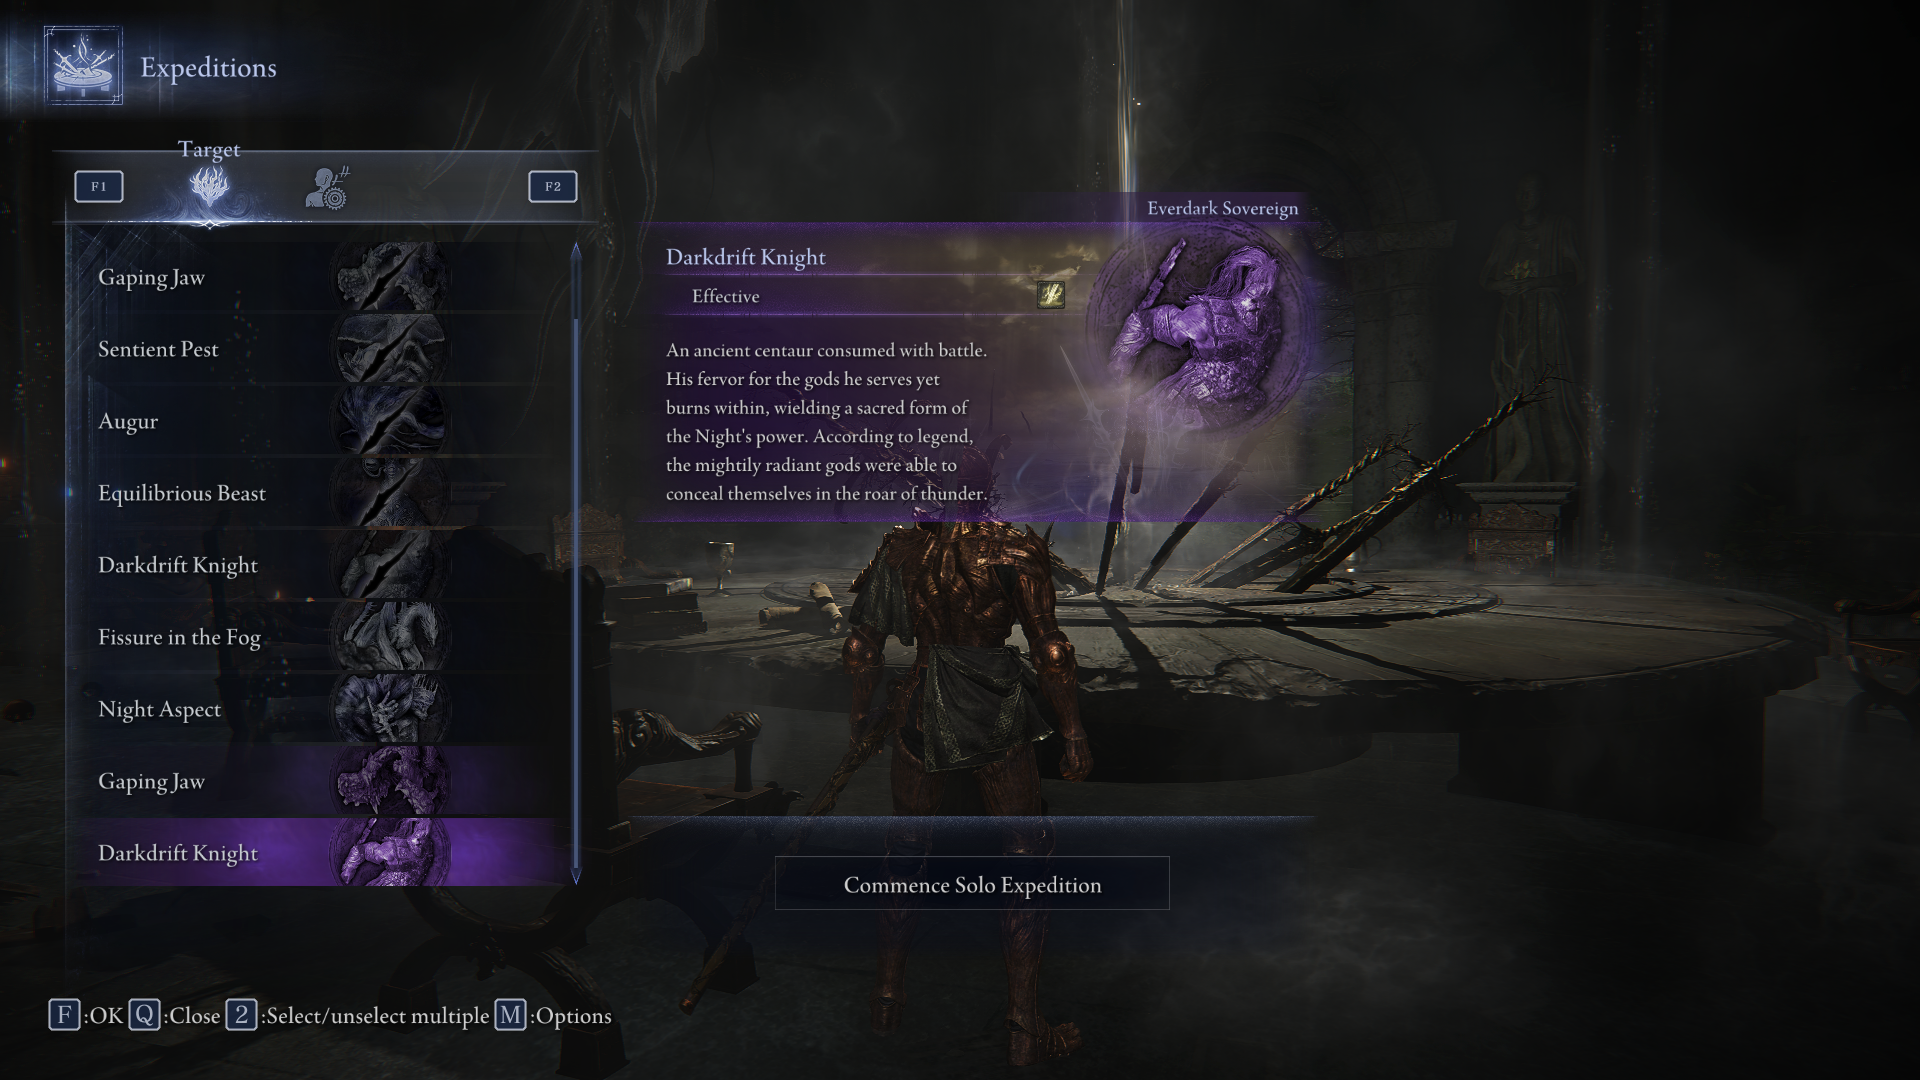 Expeditions
Target
F1
F2
Gaping Jaw
Sentient Pest
Augur
Equilibrious Beast
Darkdrift Knight
Fissure in the Fog
Night Aspect
Gaping Jaw
Darkdrift Knight
Everdark Sovereign
Darkdrift Knight
Effective
An ancient centaur consumed with battle.
His fervor for the gods he serves yet
burns within, wielding a sacred form of
the Night's power. According to legend,
the mightily radiant gods were able to
conceal themselves in the roar of thunder.
Commence Solo Expedition
F :OK Q :Close 2 :Select/unselect multiple M :Options